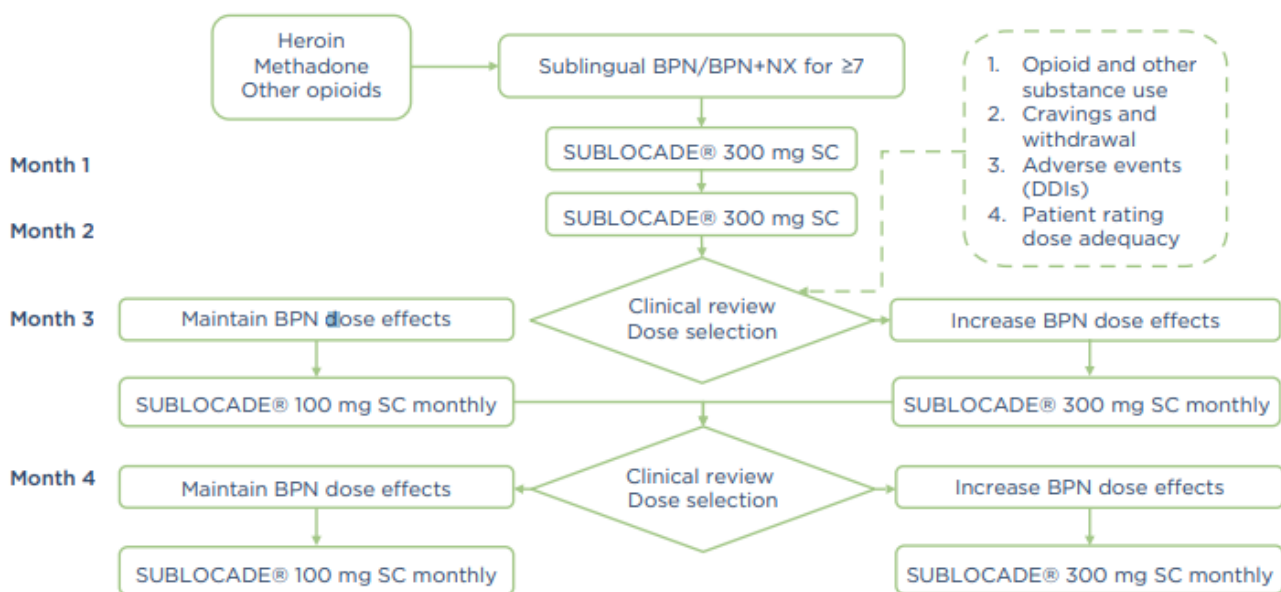 Heroin
Methadone
Other opioids
Sublingual BPN/BPN+NX for ≥7
1. Opioid and other
substance use
2. Cravings and
withdrawal
3. Adverse events
(DDIs)
4. Patient rating
dose adequacy
Month 1
SUBLOCADE® 300 mg SC
Month 2
SUBLOCADE® 300 mg SC
Month 3
Maintain BPN dose effects
Clinical review
Dose selection
Increase BPN dose effects
SUBLOCADE® 100 mg SC monthly
SUBLOCADE® 300 mg SC monthly
Month 4
Maintain BPN dose effects
Clinical review
Dose selection
Increase BPN dose effects
SUBLOCADE® 100 mg SC monthly
SUBLOCADE® 300 mg SC monthly